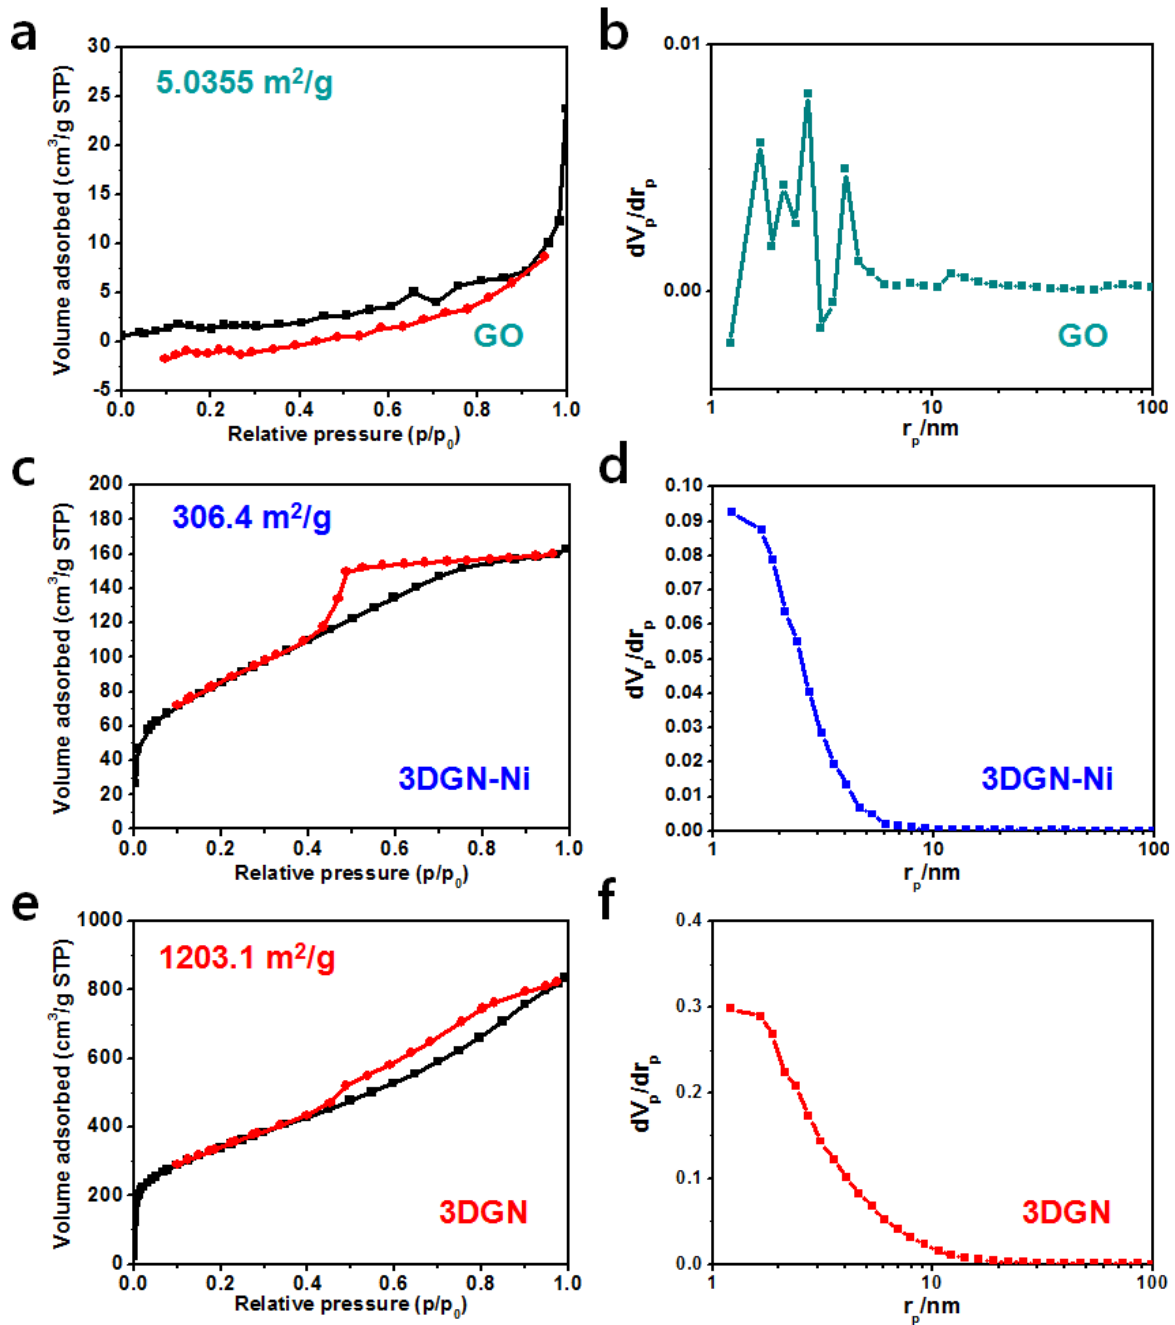 a
30
25
20
15
10
5
0
-5
Volume adsorbed (cm³/g STP)
5.0355 m²/g
GO
0.0 0.2 0.4 0.6 0.8 1.0
Relative pressure (p/p₀)
b
0.01
0.00
dVₚ/drₚ
GO
1 10 100
rₚ/nm
c
200
180
160
140
120
100
80
60
40
20
0
Volume adsorbed (cm³/g STP)
306.4 m²/g
3DGN-Ni
0.0 0.2 0.4 0.6 0.8 1.0
Relative pressure (p/p₀)
d
0.10
0.09
0.08
0.07
0.06
0.05
0.04
0.03
0.02
0.01
0.00
dVₚ/drₚ
3DGN-Ni
1 10 100
rₚ/nm
e
1000
800
600
400
200
0
Volume adsorbed (cm³/g STP)
1203.1 m²/g
3DGN
0.0 0.2 0.4 0.6 0.8 1.0
Relative pressure (p/p₀)
f
0.4
0.3
0.2
0.1
0.0
dVₚ/drₚ
3DGN
1 10 100
rₚ/nm